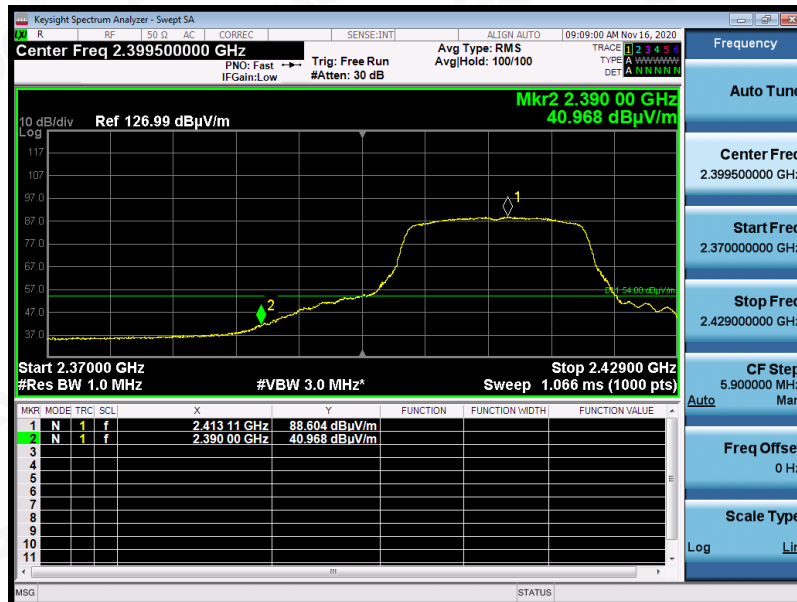 Keysight Spectrum Analyzer - Swept SA
LXI R RF 50 Ω AC CORREC SENSE:INT ALIGN AUTO 09:09:00 AM Nov 16, 2020
Center Freq 2.399500000 GHz
PNO: Fast
IFGain:Low
Trig: Free Run
#Atten: 30 dB
Avg Type: RMS
Avg|Hold: 100/100
TRACE 1 2 3 4 5 6
TYPE A WWWWW
DET A N N N N N
Mkr2 2.390 00 GHz
40.968 dBµV/m
10 dB/div Ref 126.99 dBµV/m
Log
117
107
97.0
87.0
77.0
67.0
57.0
47.0
37.0
1
2
DL1 54.00 dBµV/m
Start 2.37000 GHz Stop 2.42900 GHz
#Res BW 1.0 MHz #VBW 3.0 MHz* Sweep 1.066 ms (1000 pts)
MKR MODE TRC SCL X Y FUNCTION FUNCTION WIDTH FUNCTION VALUE
1 N 1 f 2.413 11 GHz 88.604 dBµV/m
2 N 1 f 2.390 00 GHz 40.968 dBµV/m
3
4
5
6
7
8
9
10
11
MSG STATUS
Frequency
Auto Tune
Center Freq
2.399500000 GHz
Start Freq
2.370000000 GHz
Stop Freq
2.429000000 GHz
CF Step
5.900000 MHz
Auto Man
Freq Offset
0 Hz
Scale Type
Log Lin